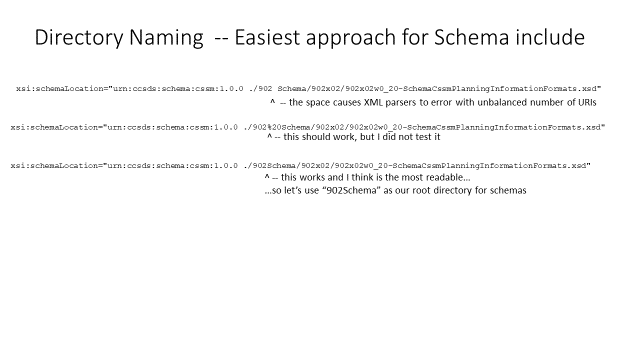 Directory Naming -- Easiest approach for Schema include
xsi:schemaLocation="urn:ccsds:schema:cssm:1.0.0 ./902 Schema/902x02/902x02w0_20-SchemaCssmPlanningInformationFormats.xsd"
^ -- the space causes XML parsers to error with unbalanced number of URIs
xsi:schemaLocation="urn:ccsds:schema:cssm:1.0.0 ./902%20Schema/902x02/902x02w0_20-SchemaCssmPlanningInformationFormats.xsd"
^ -- this should work, but I did not test it
xsi:schemaLocation="urn:ccsds:schema:cssm:1.0.0 ./902Schema/902x02/902x02w0_20-SchemaCssmPlanningInformationFormats.xsd"
^ -- this works and I think is the most readable…
…so let's use “902Schema” as our root directory for schemas